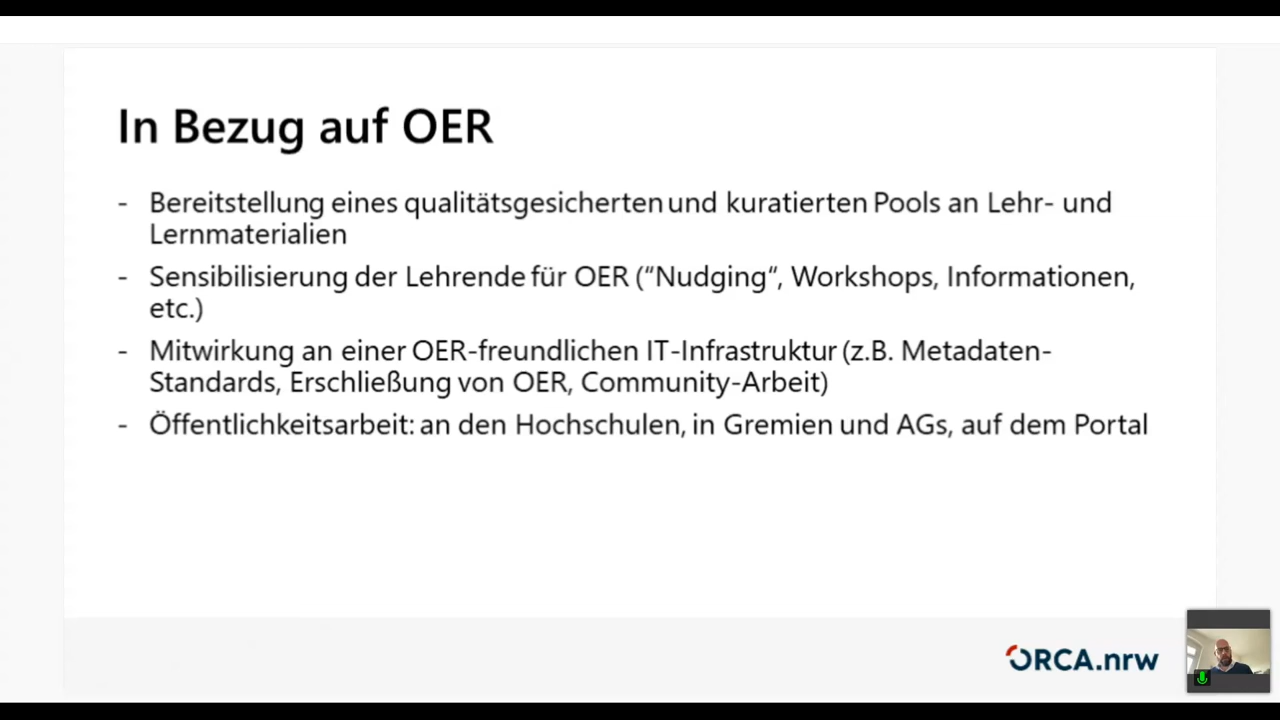 In Bezug auf OER
- Bereitstellung eines qualitätsgesicherten und kuratierten Pools an Lehr- und
Lernmaterialien
- Sensibilisierung der Lehrende für OER (“Nudging“, Workshops, Informationen,
etc.)
- Mitwirkung an einer OER-freundlichen IT-Infrastruktur (z.B. Metadaten-
Standards, Erschließung von OER, Community-Arbeit)
- Öffentlichkeitsarbeit: an den Hochschulen, in Gremien und AGs, auf dem Portal
ORCA.nrw